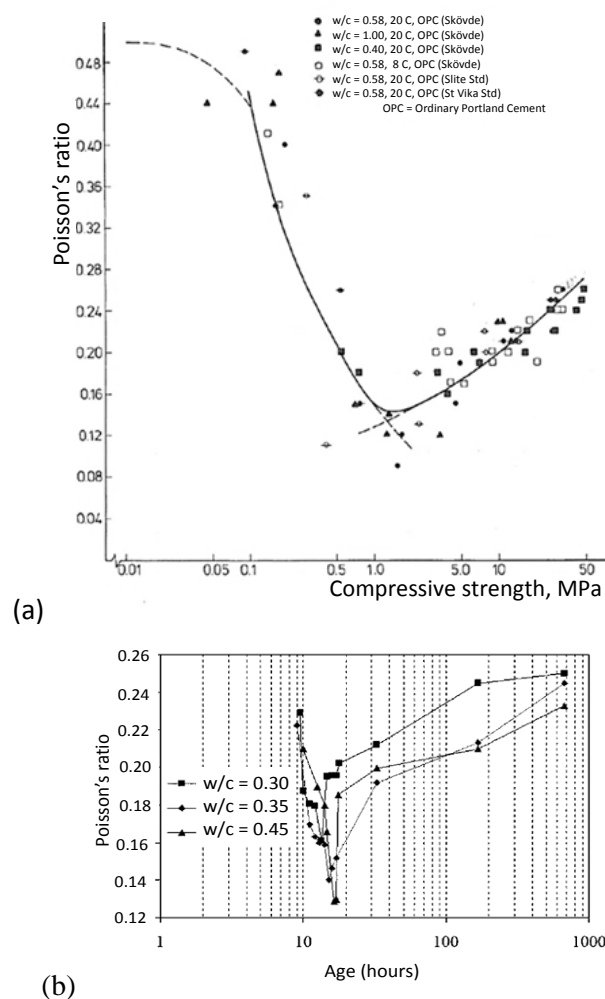 w/c = 0.58, 20 C, OPC (Skövde)
w/c = 1.00, 20 C, OPC (Skövde)
w/c = 0.40, 20 C, OPC (Skövde)
w/c = 0.58, 8 C, OPC (Skövde)
w/c = 0.58, 20 C, OPC (Slite Std)
w/c = 0.58, 20 C, OPC (St Vika Std)
OPC = Ordinary Portland Cement
Poisson's ratio
0.48
0.44
0.40
0.36
0.32
0.28
0.24
0.20
0.16
0.12
0.08
0.04
0.01 0.05 0.1 0.5 1.0 5.0 10 50
Compressive strength, MPa
(a)
0.26
0.24
0.22
0.20
0.18
0.16
0.14
0.12
Poisson's ratio
w/c = 0.30
w/c = 0.35
w/c = 0.45
1 10 100 1000
Age (hours)
(b)